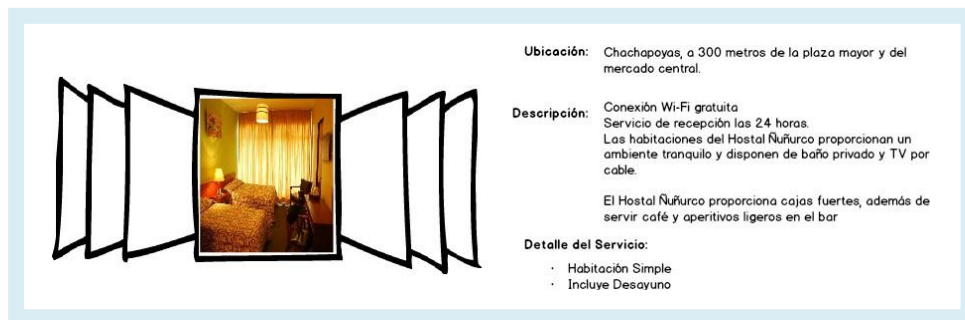 Ubicación: Chachapoyas, a 300 metros de la plaza mayor y del
mercado central.
Descripción: Conexión Wi-Fi gratuita
Servicio de recepción las 24 horas.
Las habitaciones del Hostal Ñuñurco proporcionan un
ambiente tranquilo y disponen de baño privado y TV por
cable.
El Hostal Ñuñurco proporciona cajas fuertes, además de
servir café y aperitivos ligeros en el bar
Detalle del Servicio:
· Habitación Simple
· Incluye Desayuno